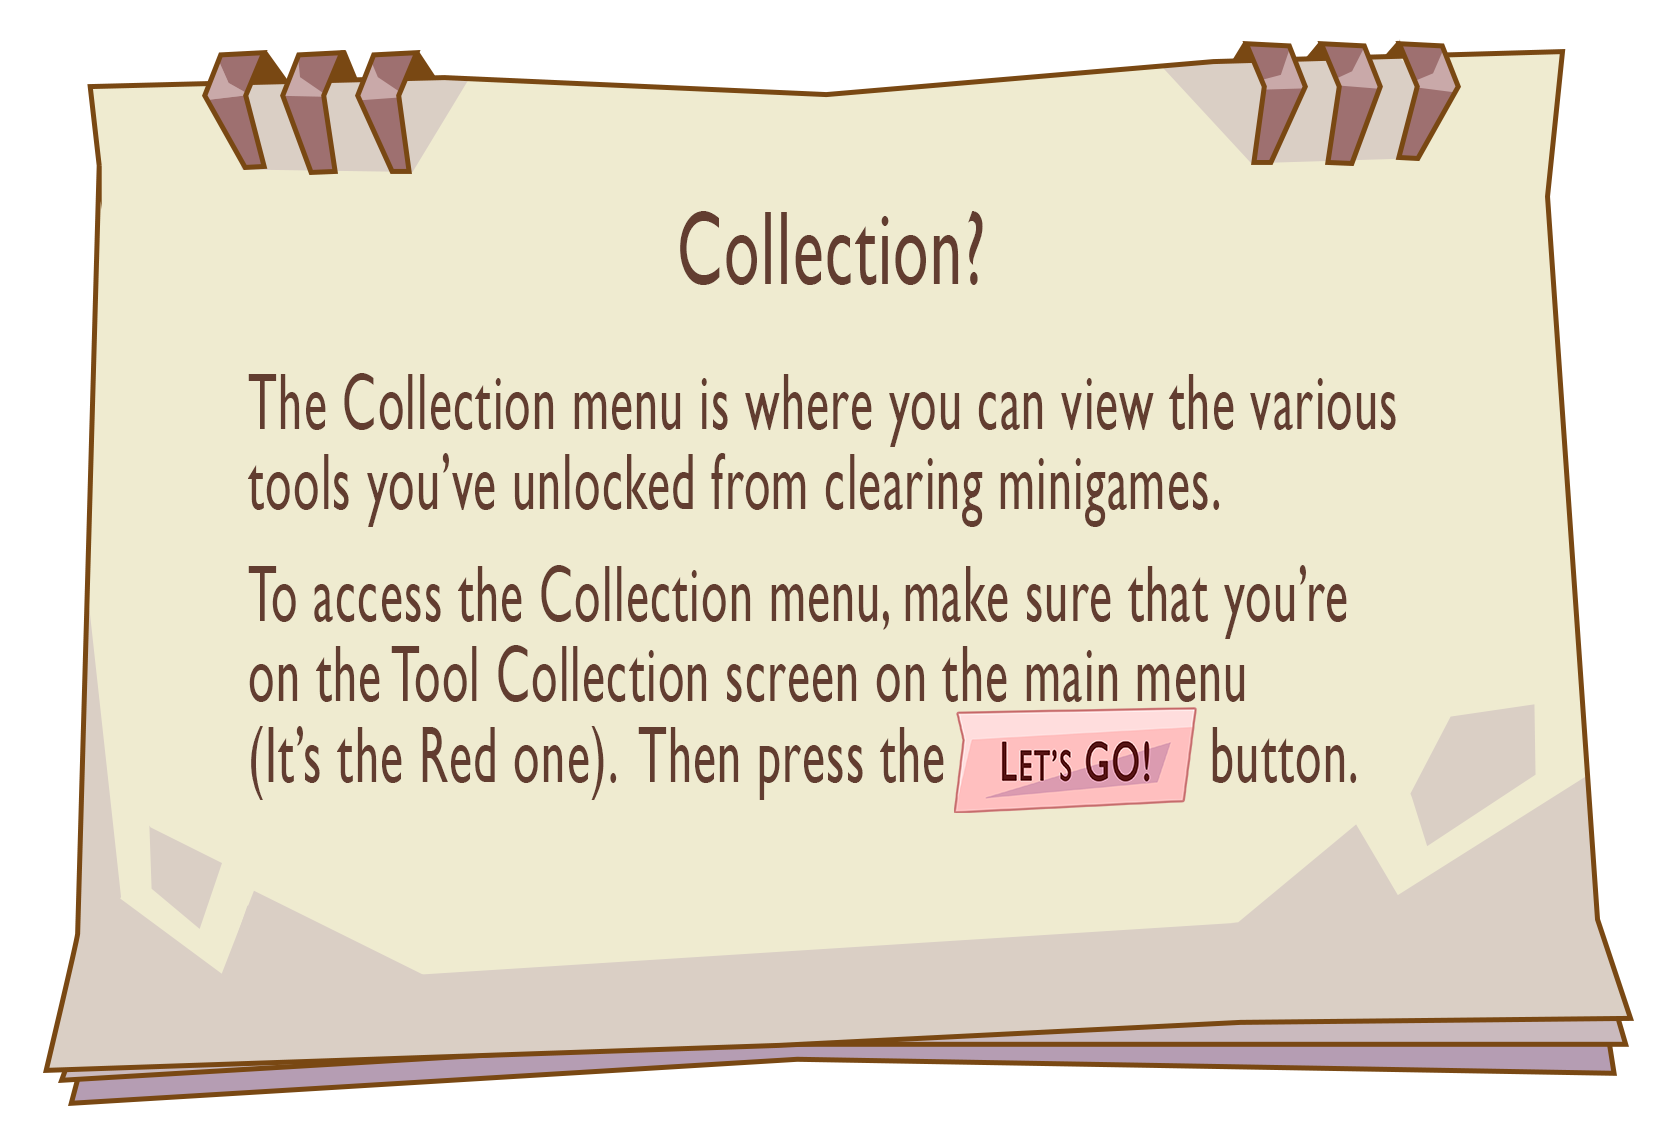 Collection?
The Collection menu is where you can view the various
tools you’ve unlocked from clearing minigames.
To access the Collection menu, make sure that you’re
on the Tool Collection screen on the main menu
(It’s the Red one). Then press the LET’S GO! button.